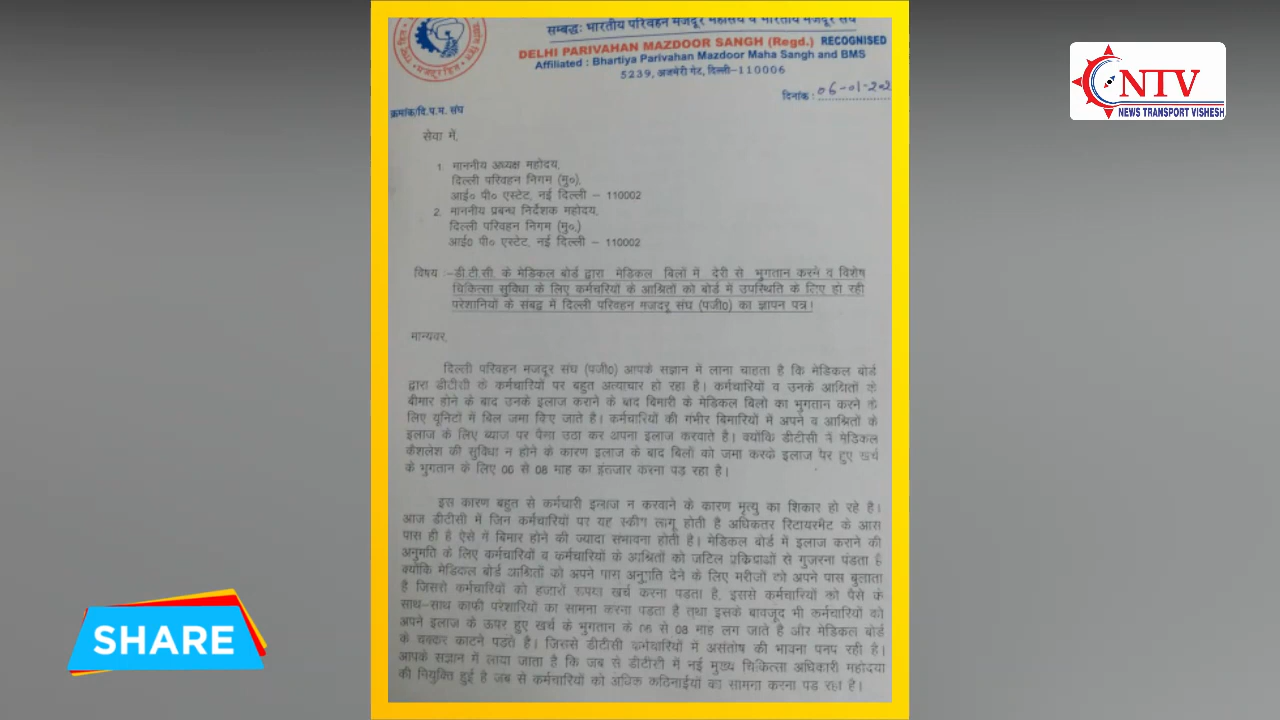 सम्बद्धः भारतीय परिवहन मजदूर महासंघ व भारतीय मजदूर संघ
DELHI PARIVAHAN MAZDOOR SANGH (Regd.) RECOGNISED
Affiliated : Bhartiya Parivahan Mazdoor Maha Sangh and BMS
5239, अजमेरी गेट, दिल्ली-110006
दिनांक : 06-01-202
क्रमांक/दि.प.म. संघ
सेवा में,
1. माननीय अध्यक्ष महोदय,
दिल्ली परिवहन निगम (मु०),
आई० पी० एस्टेट, नई दिल्ली – 110002
2. माननीय प्रबन्ध निर्देशक महोदय,
दिल्ली परिवहन निगम (मु०,)
आई0 पी० एस्टेट, नई दिल्ली – 110002
विषय :-डी.टी.सी. के मेडिकल बोर्ड द्वारा मेडिकल बिलों में देरी से भुगतान करने व विशेष
चिकित्सा सुविधा के लिए कर्मचरियों के आश्रितों को बोर्ड में उपस्थिति के लिए हो रही
परेशानियों के संबद्व में दिल्ली परिवहन मजदरू संघ (पजी0) का ज्ञापन पत्र!
मान्यवर,
दिल्ली परिवहन मजदूर संघ (पजी0) आपके सज्ञान में लाना चाहता है कि मेडिकल बोर्ड
द्वारा डीटीसी के कर्मचारियों पर बहुत अत्याचार हो रहा है। कर्मचारियों व उनके आश्रितों के
बीमार होने के बाद उनके इलाज कराने के बाद बिमारी के मेडिकल बिलो का भुगतान करने के
लिए यूनिटों में बिल जमा किए जाते है। कर्मचारियों की गंभीर बिमारियों में अपने व आश्रितों के
इलाज के लिए ब्याज पर पैसा उठा कर अपना इलाज करवाते है। क्योंकि डीटीसी में मेडिकल
कैशलेश की सुविधा न होने के कारण इलाज के बाद बिलों को जमा करके इलाज पर हुए खर्च
के भुगतान के लिए 06 से 08 माह का इंतजार करना पड़ रहा है।
इस कारण बहुत से कर्मचारी इलाज न करवाने के कारण मृत्यु का शिकार हो रहे है।
आज डीटीसी में जिन कर्मचारियों पर यह स्कीम लागू होती है अधिकतर रिटायरमेंट के आस
पास ही है ऐसे में बिमार होने की ज्यादा संभावना होती है। मेडिकल बोर्ड में इलाज कराने की
अनुमति के लिए कर्मचारियों व कर्मचारियों के आश्रितों को जटिल प्रक्रियाओं से गुजरना पंडता है
क्योंकि मेडिकल बोर्ड आश्रितों को अपने पास अनुमति देने के लिए मरीजों को अपने पास बुलाता
है जिससे कर्मचारियों को हजारों रूपया खर्च करना पड़ता है, इससे कर्मचारियों को पैसे के
साथ-साथ काफी परेशारियों का सामना करना पडता है तथा इसके बावजूद भी कर्मचारियों को
अपने इलाज के ऊपर हुए खर्च के भुगतान के 06 से 08 माह लग जाते है और मेडिकल बोर्ड
के चक्कर काटने पड़ते है। जिससे डीटीसी कर्मचारियों में असंतोष की भावना पनप रही है।
आपके सज्ञान में लाया जाता है कि जब से डीटीसी में नई मुख्य चिकित्सा अधिकारी महोदया
की नियुक्ति हुई है जब से कर्मचारियों को अधिक कठिनाईयों का सामना करना पड रहा है।
NTV
NEWS TRANSPORT VISHESH
SHARE